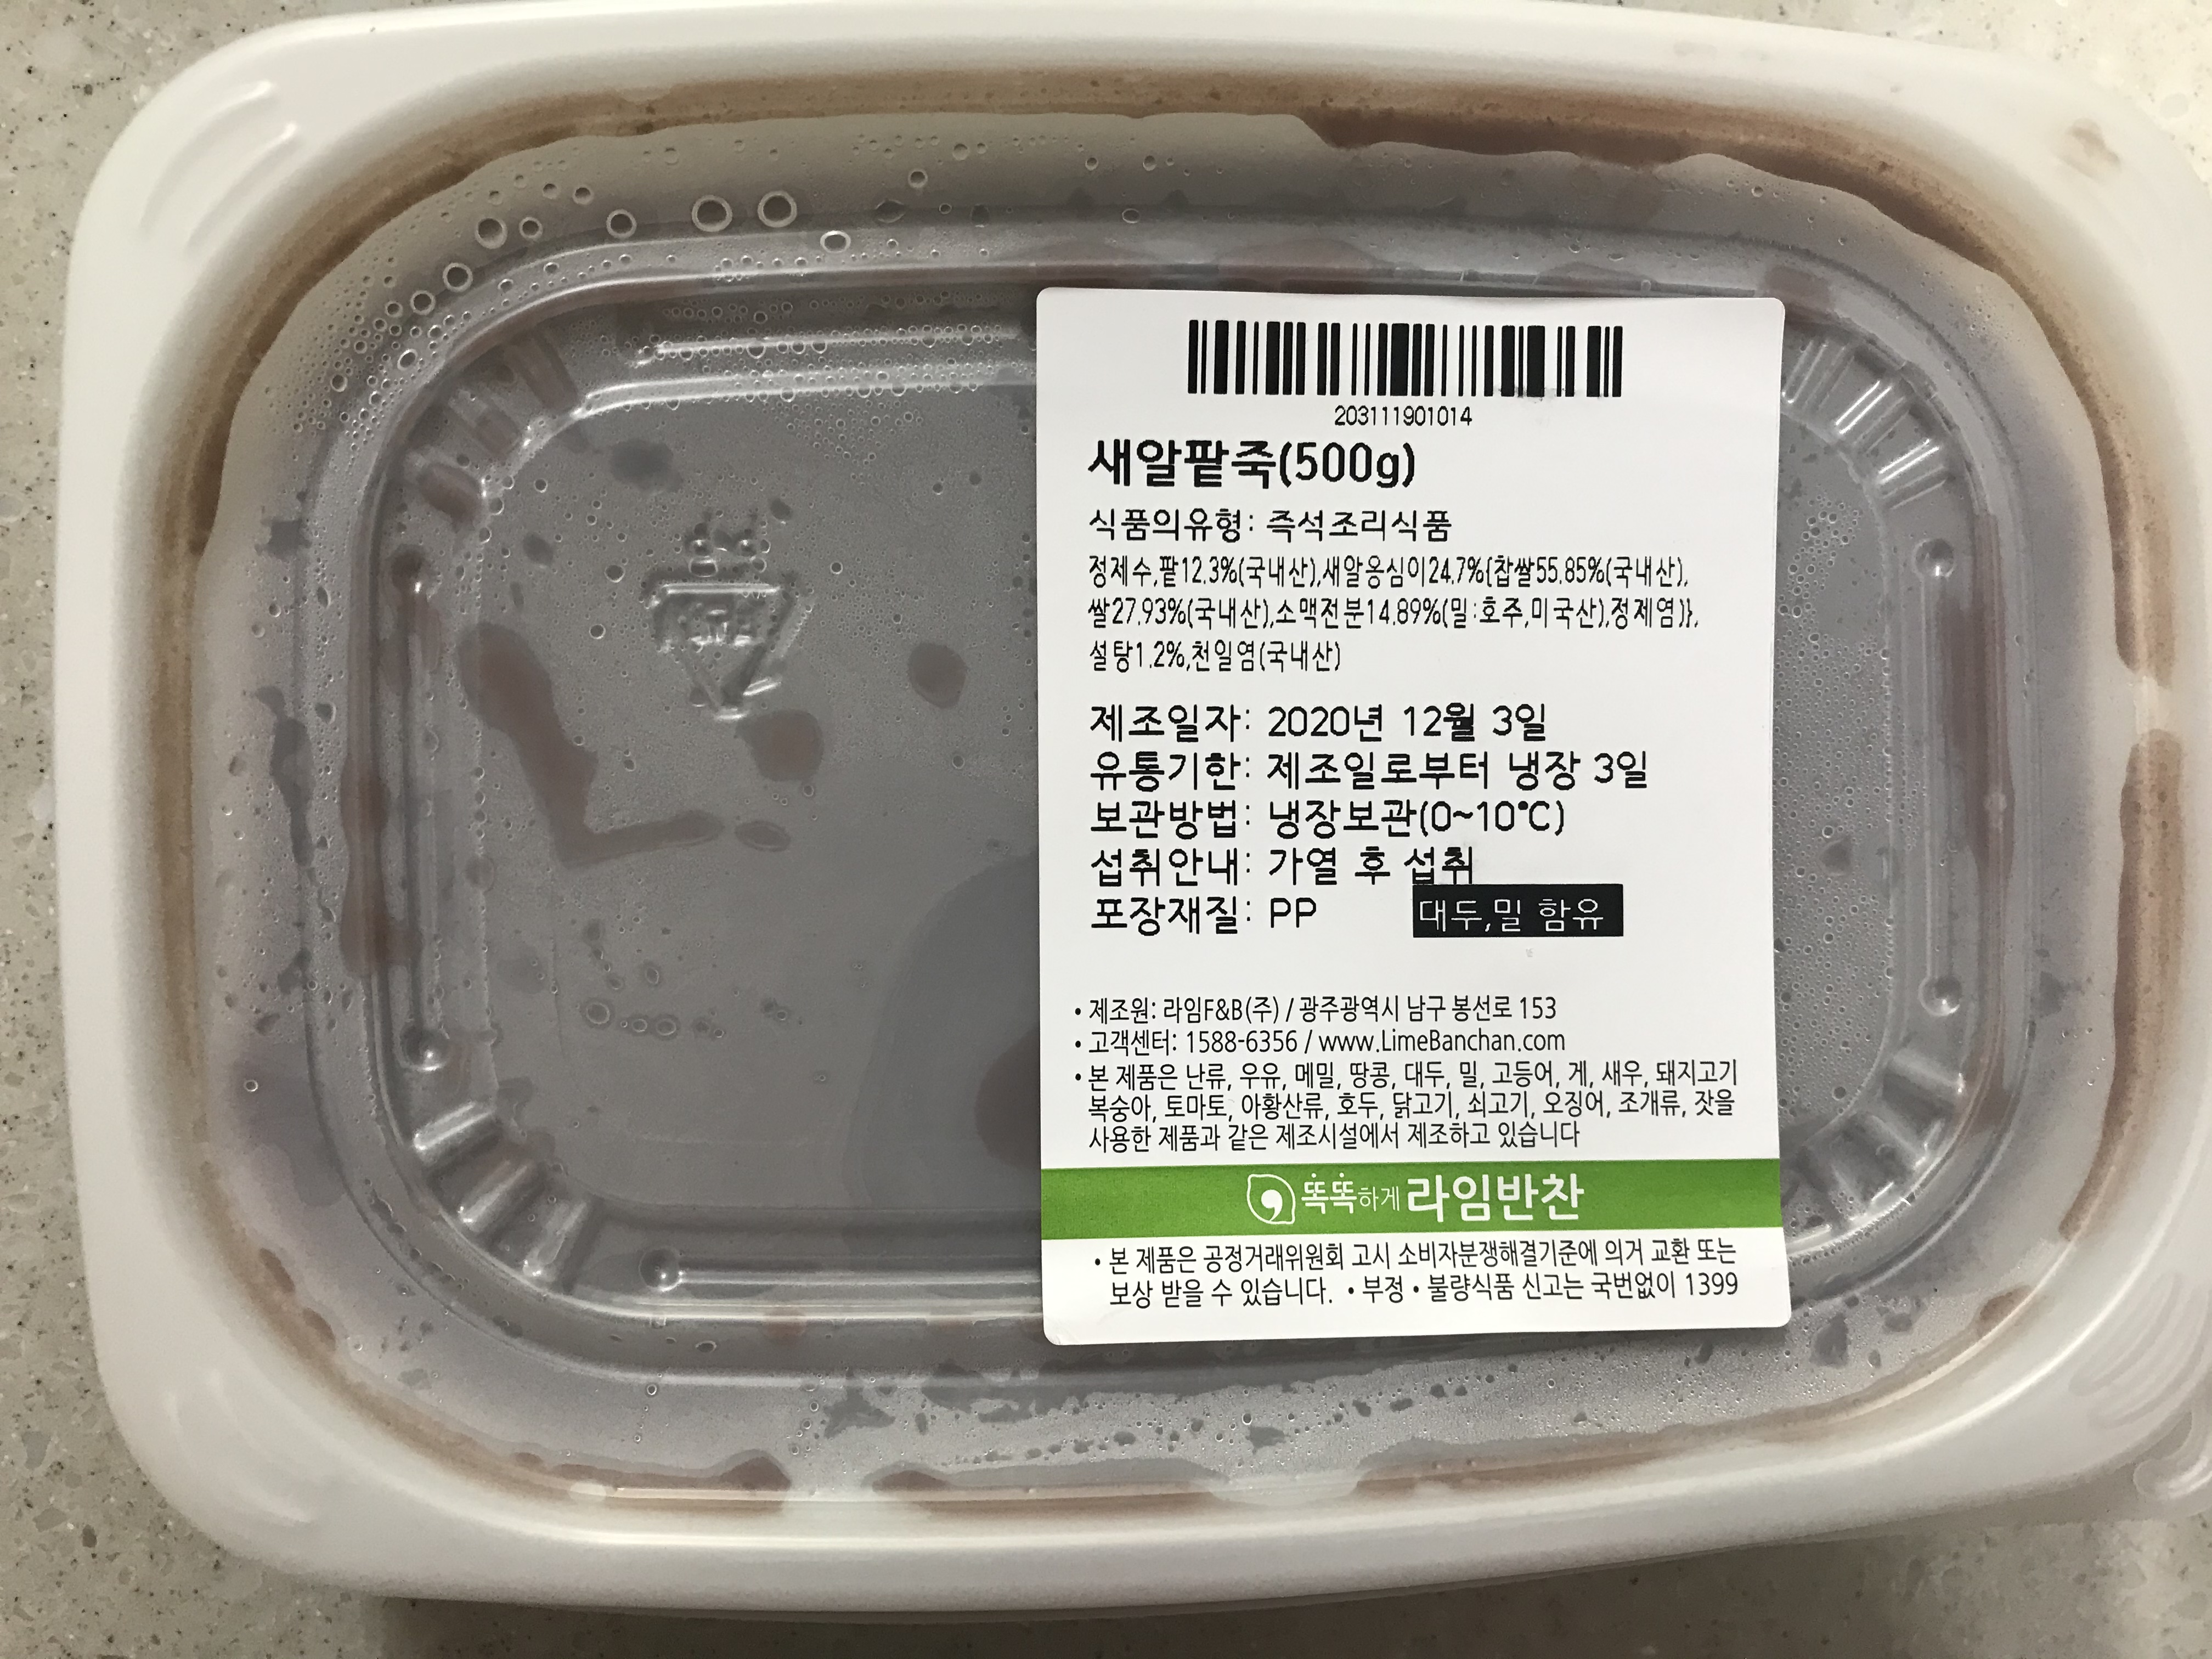 203111901014
새알팥죽(500g)
식품의유형: 즉석조리식품
정제수,팥12.3%(국내산),새알옹심이24.7%{찹쌀55.85%(국내산),
쌀27.93%(국내산),소맥전분14.89%(밀:호주,미국산),정제염)},
설탕1.2%,천일염(국내산)
제조일자: 2020년 12월 3일
유통기한: 제조일로부터 냉장 3일
보관방법: 냉장보관(0~10℃)
섭취안내: 가열 후 섭취
포장재질: PP 대두,밀 함유
• 제조원: 라임F&B(주) / 광주광역시 남구 봉선로 153
• 고객센터: 1588-6356 / www.LimeBanchan.com
• 본 제품은 난류, 우유, 메밀, 땅콩, 대두, 밀, 고등어, 게, 새우, 돼지고기
복숭아, 토마토, 아황산류, 호두, 닭고기, 쇠고기, 오징어, 조개류, 잣을
사용한 제품과 같은 제조시설에서 제조하고 있습니다
똑똑하게 라임반찬
• 본 제품은 공정거래위원회 고시 소비자분쟁해결기준에 의거 교환 또는
보상 받을 수 있습니다. • 부정 • 불량식품 신고는 국번없이 1399